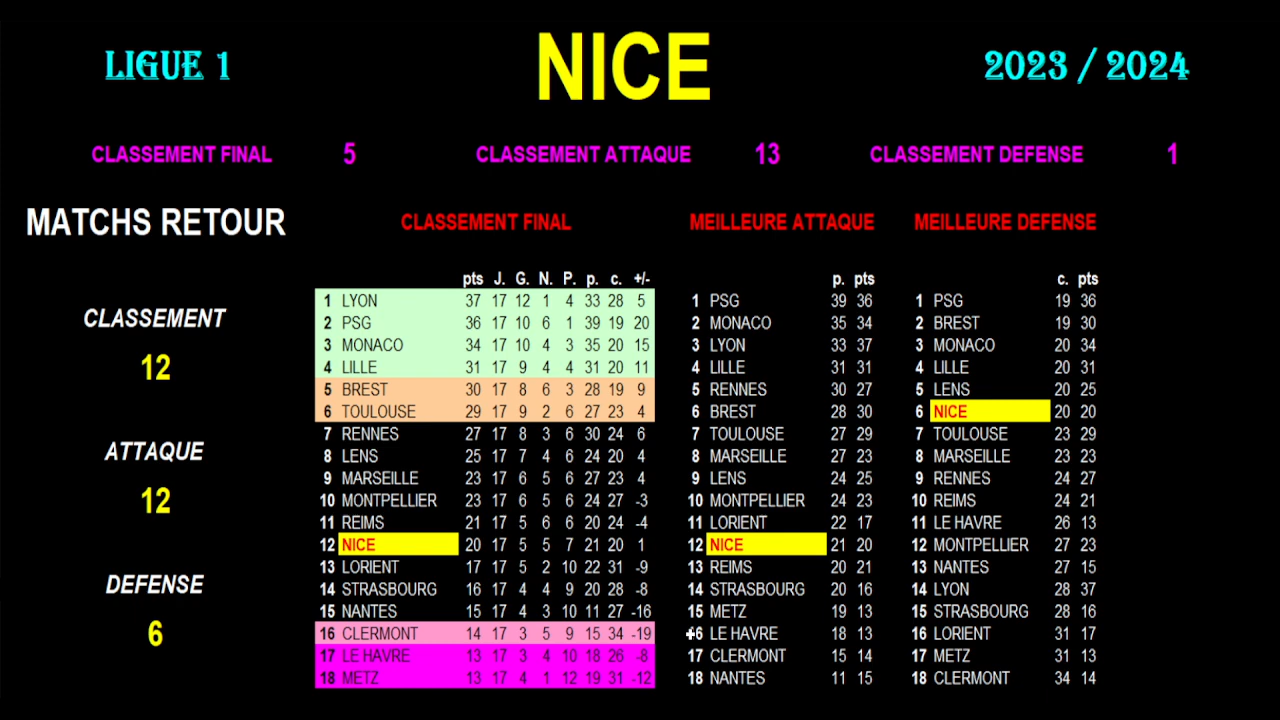 LIGUE 1 NICE 2023 / 2024
CLASSEMENT FINAL 5 CLASSEMENT ATTAQUE 13 CLASSEMENT DEFENSE 1
MATCHS RETOUR
CLASSEMENT
12
ATTAQUE
12
DEFENSE
6
CLASSEMENT FINAL
pts J. G. N. P. p. c. +/-
1 LYON 37 17 12 1 4 33 28 5
2 PSG 36 17 10 6 1 39 19 20
3 MONACO 34 17 10 4 3 35 20 15
4 LILLE 31 17 9 4 4 31 20 11
5 BREST 30 17 8 6 3 28 19 9
6 TOULOUSE 29 17 9 2 6 27 23 4
7 RENNES 27 17 8 3 6 30 24 6
8 LENS 25 17 7 4 6 24 20 4
9 MARSEILLE 23 17 6 5 6 27 23 4
10 MONTPELLIER 23 17 6 5 6 24 27 -3
11 REIMS 21 17 5 6 6 20 24 -4
12 NICE 20 17 5 5 7 21 20 1
13 LORIENT 17 17 5 2 10 22 31 -9
14 STRASBOURG 16 17 4 4 9 20 28 -8
15 NANTES 15 17 4 3 10 11 27 -16
16 CLERMONT 14 17 3 5 9 15 34 -19
17 LE HAVRE 13 17 3 4 10 18 26 -8
18 METZ 13 17 4 1 12 19 31 -12
MEILLEURE ATTAQUE
p. pts
1 PSG 39 36
2 MONACO 35 34
3 LYON 33 37
4 LILLE 31 31
5 RENNES 30 27
6 BREST 28 30
7 TOULOUSE 27 29
8 MARSEILLE 27 23
9 LENS 24 25
10 MONTPELLIER 24 23
11 LORIENT 22 17
12 NICE 21 20
13 REIMS 20 21
14 STRASBOURG 20 16
15 METZ 19 13
16 LE HAVRE 18 13
17 CLERMONT 15 14
18 NANTES 11 15
MEILLEURE DEFENSE
c. pts
1 PSG 19 36
2 BREST 19 30
3 MONACO 20 34
4 LILLE 20 31
5 LENS 20 25
6 NICE 20 20
7 TOULOUSE 23 29
8 MARSEILLE 23 23
9 RENNES 24 27
10 REIMS 24 21
11 LE HAVRE 26 13
12 MONTPELLIER 27 23
13 NANTES 27 15
14 LYON 28 37
15 STRASBOURG 28 16
16 LORIENT 31 17
17 METZ 31 13
18 CLERMONT 34 14